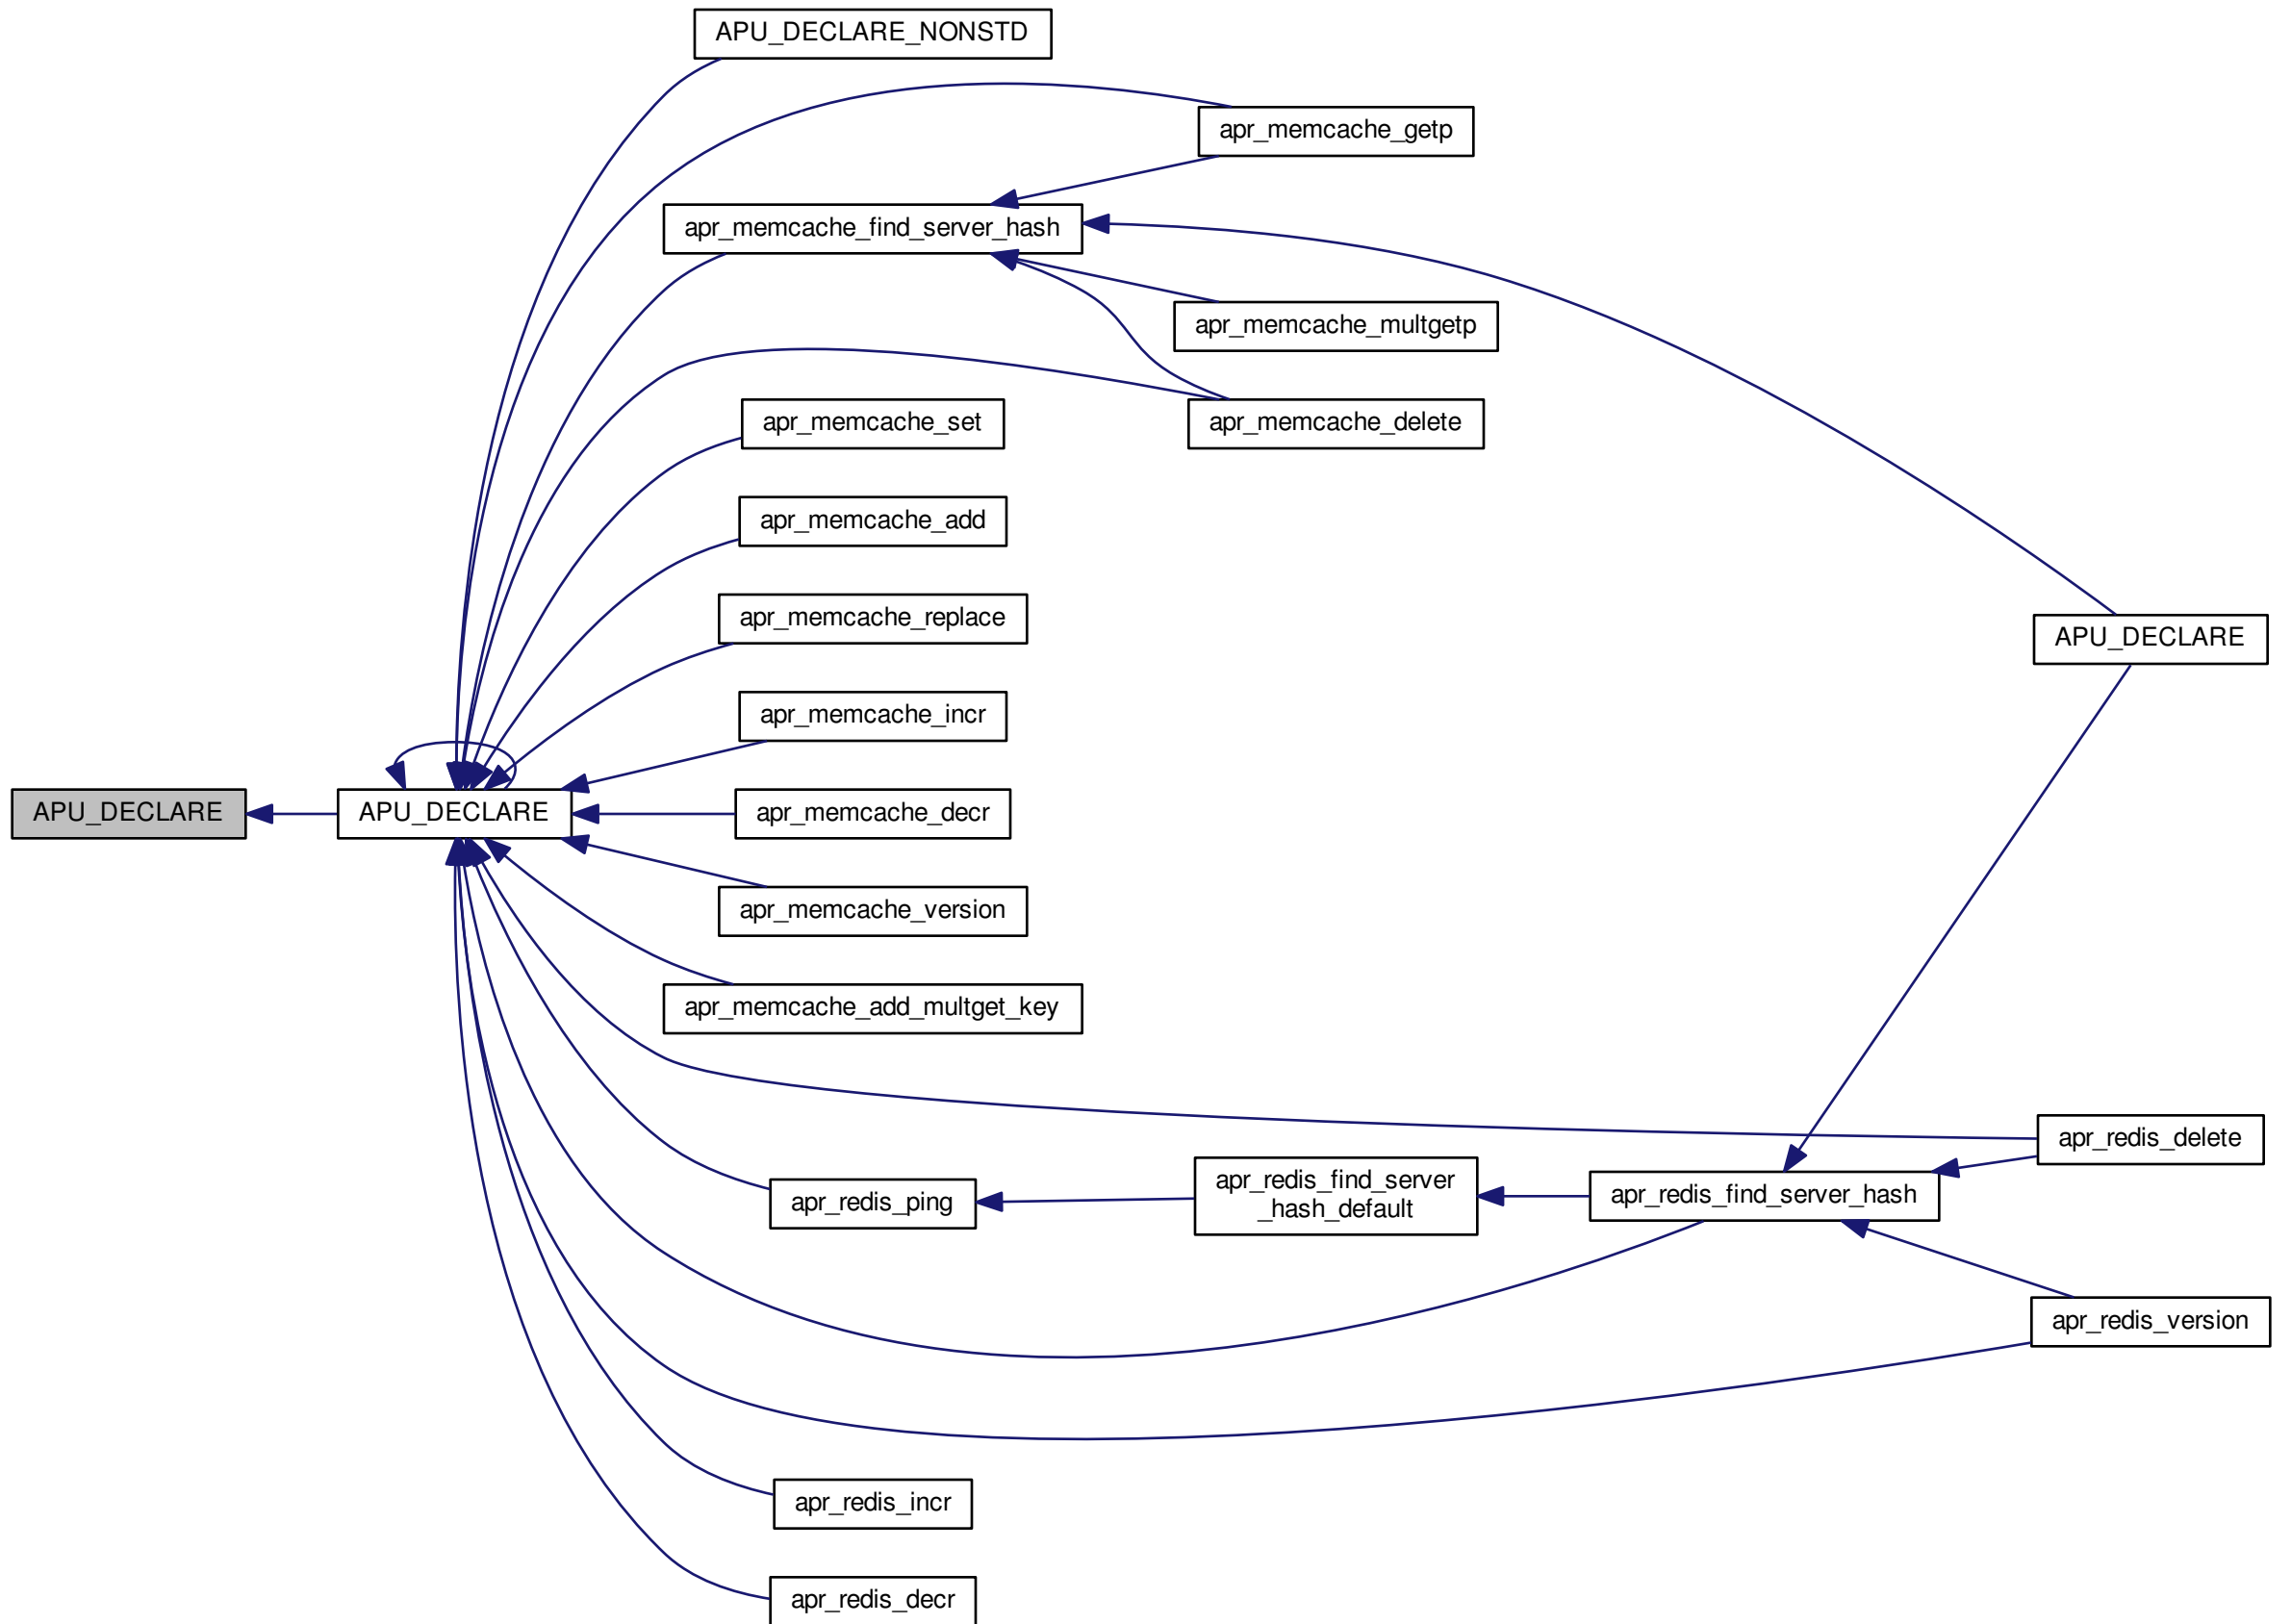 APU_DECLARE_NONSTD
apr_memcache_getp
apr_memcache_find_server_hash
apr_memcache_multgetp
apr_memcache_set
apr_memcache_delete
apr_memcache_add
apr_memcache_replace
APU_DECLARE
apr_memcache_incr
APU_DECLARE
APU_DECLARE
apr_memcache_decr
apr_memcache_version
apr_memcache_add_multget_key
apr_redis_delete
apr_redis_ping
apr_redis_find_server
_hash_default
apr_redis_find_server_hash
apr_redis_version
apr_redis_incr
apr_redis_decr